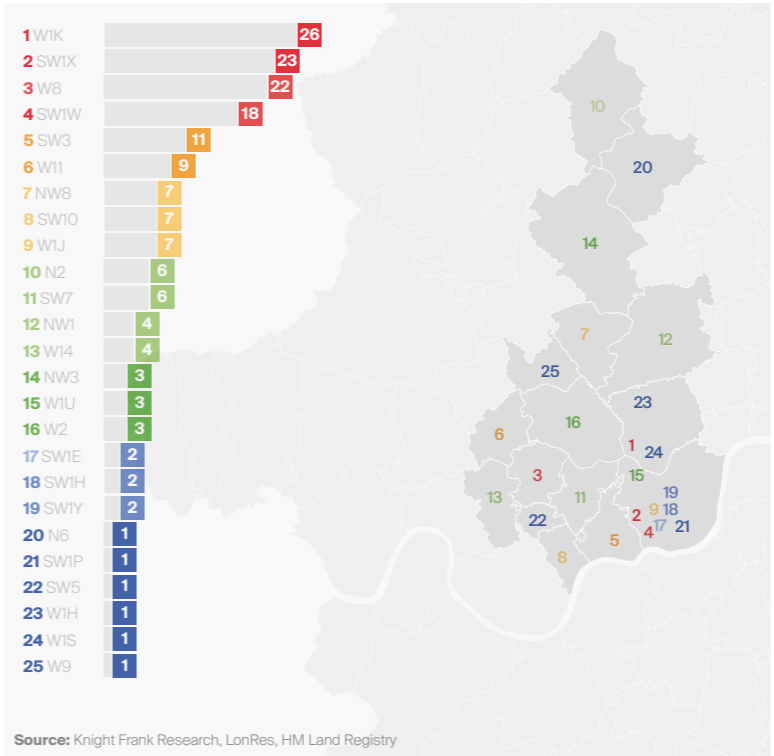 1 W1K 26
2 SW1X 23
3 W8 22
4 SW1W 18
5 SW3 11
6 W11 9
7 NW8 7
8 SW10 7
9 W1J 7
10 N2 6
11 SW7 6
12 NW1 4
13 W14 4
14 NW3 3
15 W1U 3
16 W2 3
17 SW1E 2
18 SW1H 2
19 SW1Y 2
20 N6 1
21 SW1P 1
22 SW5 1
23 W1H 1
24 W1S 1
25 W9 1
10
20
14
7
12
25
23
16
6
1
24
3
15
13
11
19
9 18
2
22
17 21
4
5
8
Source: Knight Frank Research, LonRes, HM Land Registry